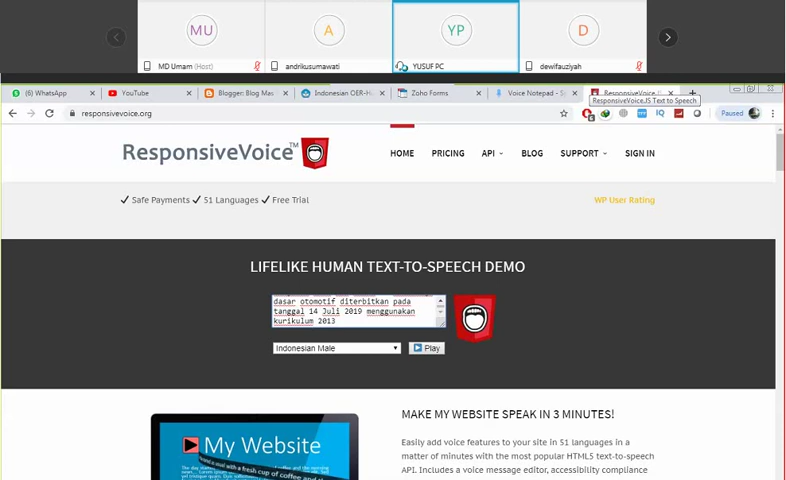 MU
A
YP
D
MD Umam (Host)
andrikusumawati
YUSUF PC
dewifauziyah
(6) WhatsApp
YouTube
Blogger: Blog Mas
Indonesian OER-H
Zoho Forms
Voice Notepad - S
ResponsiveVoice
ResponsiveVoice.JS Text to Speech
responsivevoice.org
IQ
Paused
ResponsiveVoice™
HOME
PRICING
API
BLOG
SUPPORT
SIGN IN
✓ Safe Payments ✓ 51 Languages ✓ Free Trial
WP User Rating
LIFELIKE HUMAN TEXT-TO-SPEECH DEMO
dasar otomotif diterbitkan pada
tanggal 14 Juli 2019 menggunakan
kurikulum 2013
Indonesian Male
Play
MAKE MY WEBSITE SPEAK IN 3 MINUTES!
My Website
Easily add voice features to your site in 51 languages in a
matter of minutes with the most popular HTML5 text-to-speech
API. Includes a voice message editor, accessibility compliance